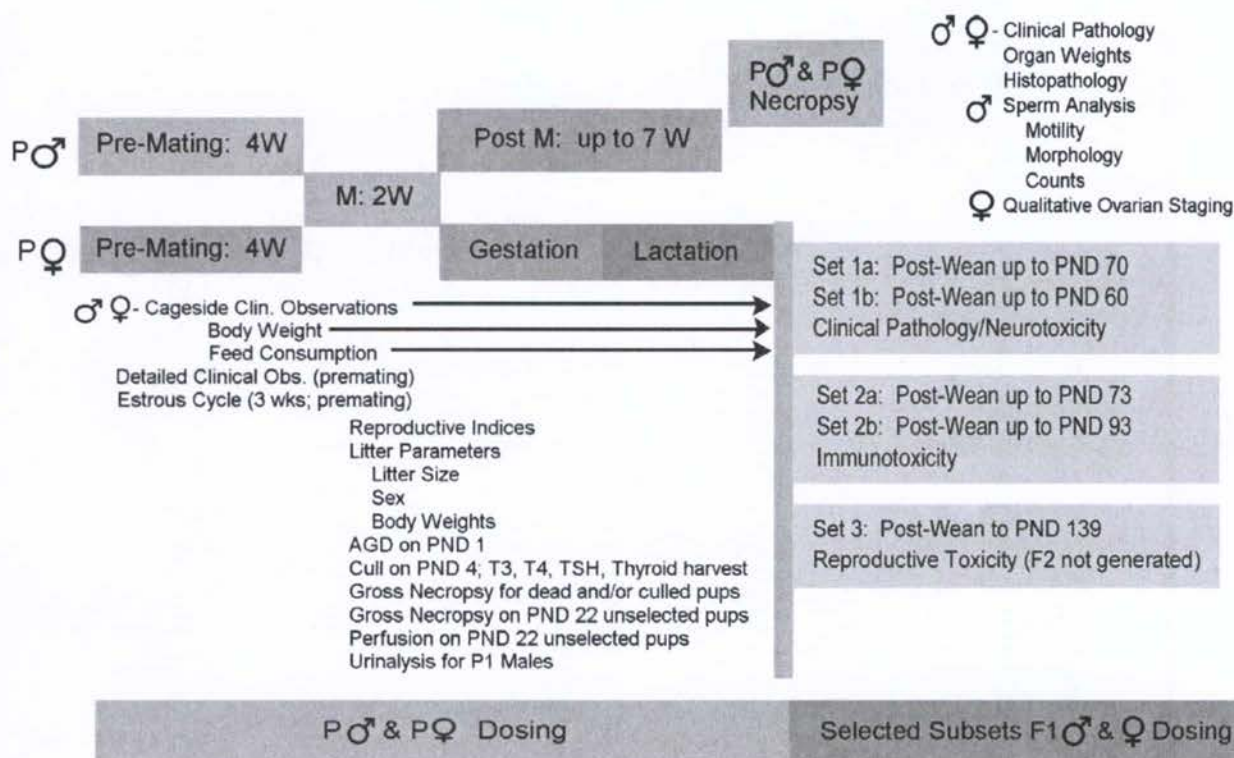 ♂ ♀ - Clinical Pathology
Organ Weights
Histopathology
♂ Sperm Analysis
Motility
Morphology
Counts
♀ Qualitative Ovarian Staging
P♂ & P♀
Necropsy
P♂ Pre-Mating: 4W
Post M: up to 7 W
M: 2W
P♀ Pre-Mating: 4W
Gestation
Lactation
♂ ♀ - Cageside Clin. Observations
Body Weight
Feed Consumption
Detailed Clinical Obs. (premating)
Estrous Cycle (3 wks; premating)
Reproductive Indices
Litter Parameters
Litter Size
Sex
Body Weights
AGD on PND 1
Cull on PND 4; T3, T4, TSH, Thyroid harvest
Gross Necropsy for dead and/or culled pups
Gross Necropsy on PND 22 unselected pups
Perfusion on PND 22 unselected pups
Urinalysis for P1 Males
Set 1a: Post-Wean up to PND 70
Set 1b: Post-Wean up to PND 60
Clinical Pathology/Neurotoxicity
Set 2a: Post-Wean up to PND 73
Set 2b: Post-Wean up to PND 93
Immunotoxicity
Set 3: Post-Wean to PND 139
Reproductive Toxicity (F2 not generated)
P♂ & P♀ Dosing
Selected Subsets F1 ♂ & ♀ Dosing